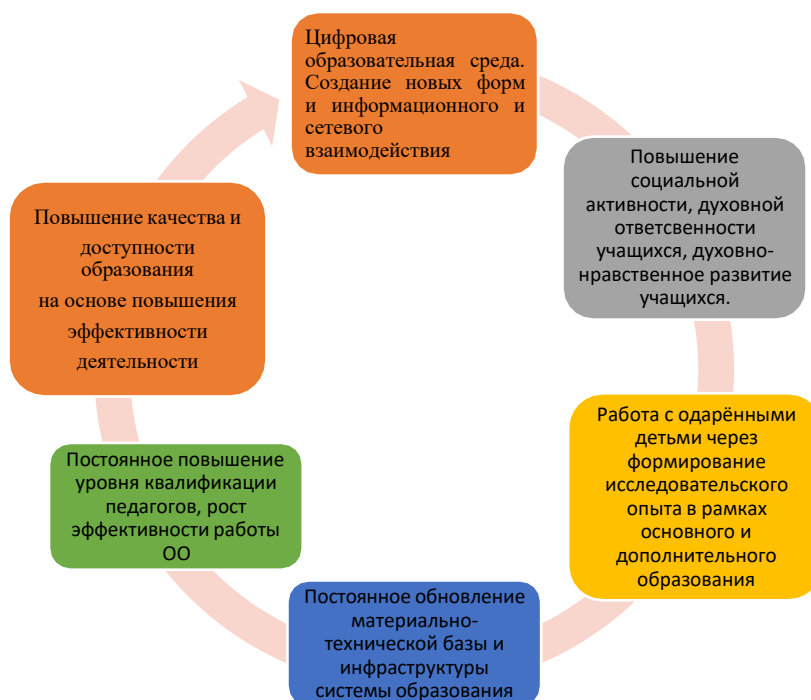 Цифровая
образовательная среда.
Создание новых форм
и информационного и
сетевого
взаимодействия
Повышение
социальной
активности, духовной
ответсвенности
учащихся, духовно-
нравственное развитие
учащихся.
Работа с одарёнными
детьми через
формирование
исследовательского
опыта в рамках
основного и
дополнительного
образования
Постоянное обновление
материально-
технической базы и
инфраструктуры
системы образования
Постоянное повышение
уровня квалификации
педагогов, рост
эффективности работы
ОО
Повышение качества и
доступности
образования
на основе повышения
эффективности
деятельности